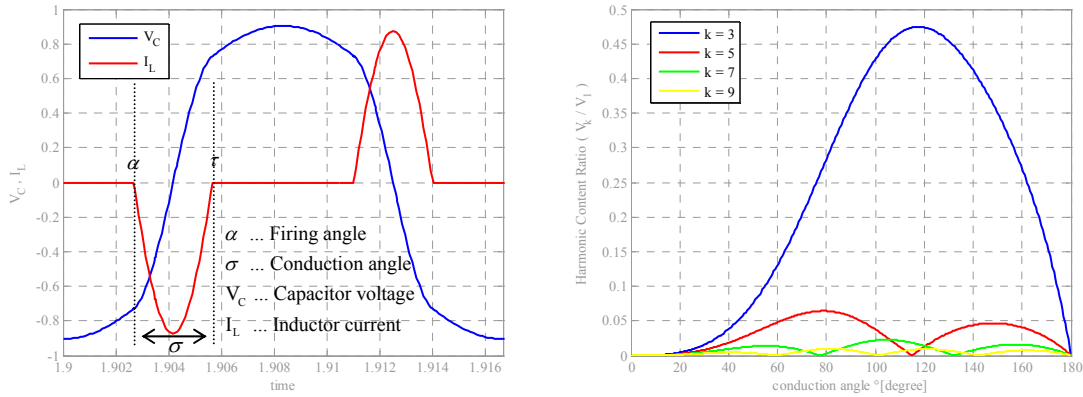 V_C
I_L
1
0.8
0.6
0.4
0.2
0
-0.2
-0.4
-0.6
-0.8
-1
V_C , I_L
α
τ
σ
α ... Firing angle
σ ... Conduction angle
V_C ... Capacitor voltage
I_L ... Inductor current
1.9 1.902 1.904 1.906 1.908 1.91 1.912 1.914 1.916
time
k = 3
k = 5
k = 7
k = 9
0.5
0.45
0.4
0.35
0.3
0.25
0.2
0.15
0.1
0.05
0
Harmonic Content Ratio ( V_k / V_1 )
0 20 40 60 80 100 120 140 160 180
conduction angle °[degree]